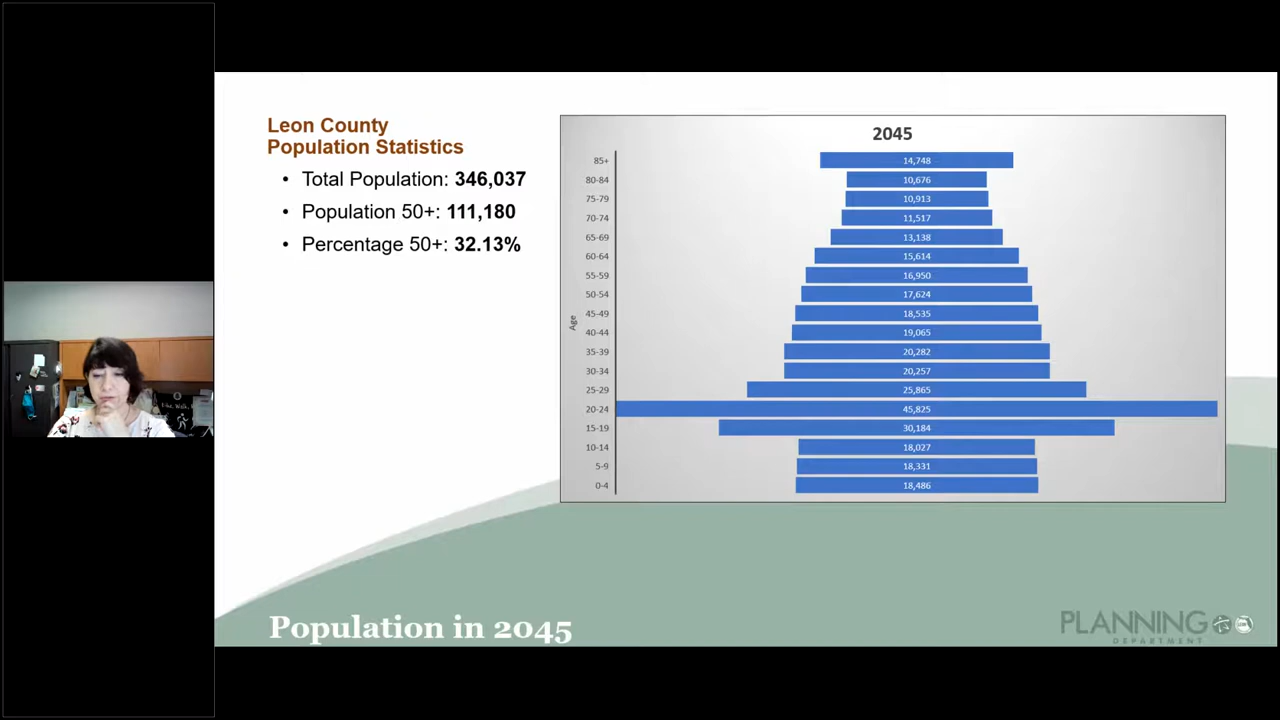 Leon County
Population Statistics
• Total Population: 346,037
• Population 50+: 111,180
• Percentage 50+: 32.13%
2045
85+ 14,748
80-84 10,676
75-79 10,913
70-74 11,517
65-69 13,138
60-64 15,614
55-59 16,950
50-54 17,624
45-49 18,535
40-44 19,065
35-39 20,282
30-34 20,257
25-29 25,865
20-24 45,825
15-19 30,184
10-14 18,027
5-9 18,331
0-4 18,486
Age
Population in 2045
PLANNING
DEPARTMENT